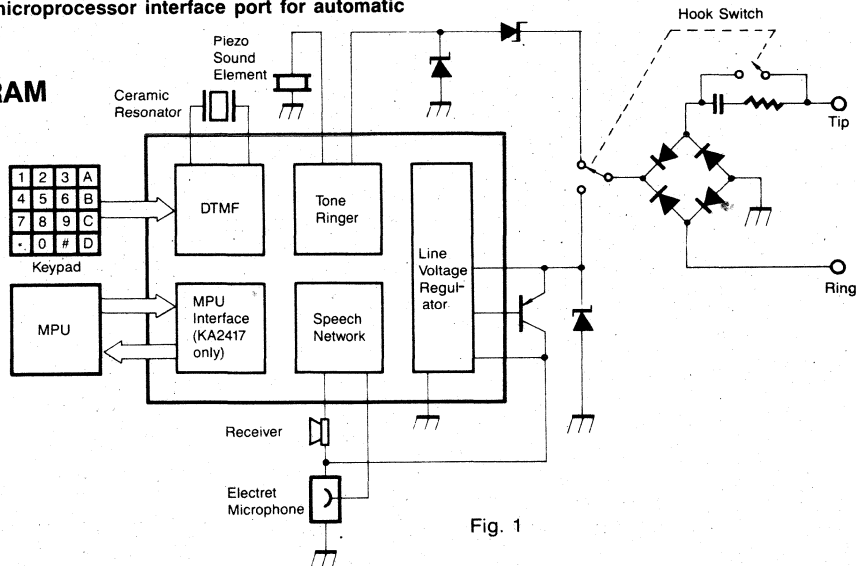 microprocessor interface port for automatic
RAM
Hook Switch
Piezo
Sound
Element
Ceramic
Resonator
Tip
1 2 3 A
4 5 6 B
7 8 9 C
* 0 # D
Keypad
DTMF
Tone
Ringer
Line
Voltage
Regul-
ator
Ring
MPU
MPU
Interface
(KA2417
only)
Speech
Network
Receiver
Electret
Microphone
Fig. 1